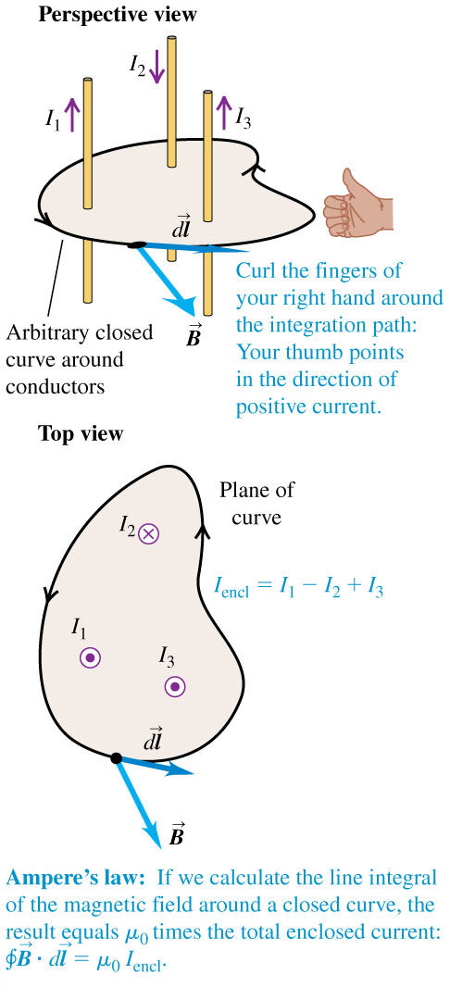 Perspective view
I₂
I₁
I₃
dl⃗
B⃗
Curl the fingers of
your right hand around
the integration path:
Your thumb points
in the direction of
positive current.
Arbitrary closed
curve around
conductors
Top view
Plane of
curve
I₂
I_encl = I₁ − I₂ + I₃
I₁
I₃
dl⃗
B⃗
Ampere's law: If we calculate the line integral
of the magnetic field around a closed curve, the
result equals μ₀ times the total enclosed current:
∮B⃗ · dl⃗ = μ₀ I_encl.